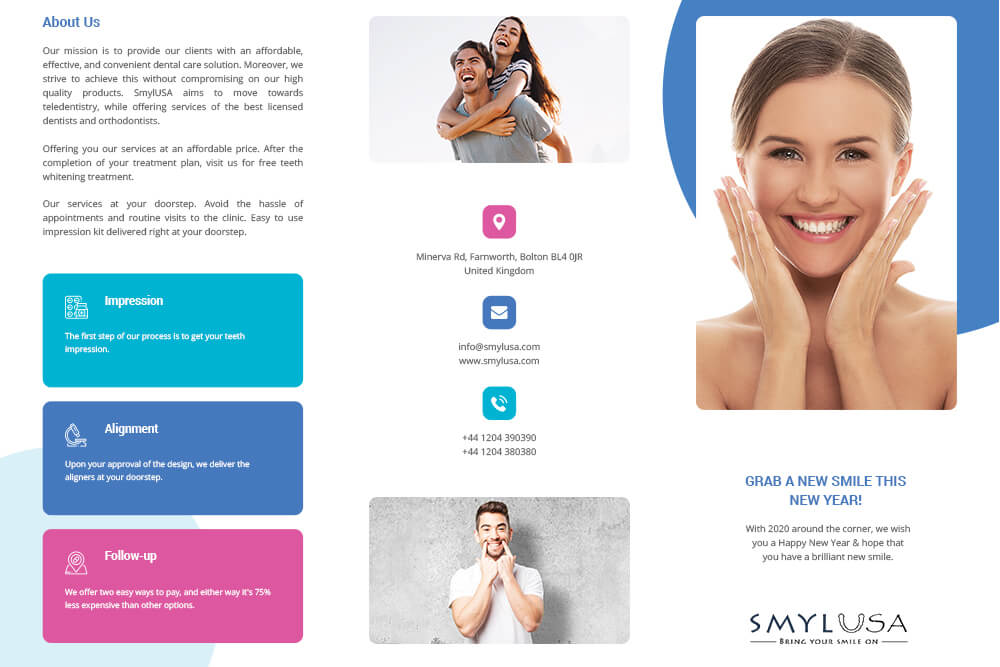 About Us
Our mission is to provide our clients with an affordable,
effective, and convenient dental care solution. Moreover, we
strive to achieve this without compromising on our high
quality products. SmylUSA aims to move towards
teledentistry, while offering services of the best licensed
dentists and orthodontists.
Offering you our services at an affordable price. After the
completion of your treatment plan, visit us for free teeth
whitening treatment.
Our services at your doorstep. Avoid the hassle of
appointments and routine visits to the clinic. Easy to use
impression kit delivered right at your doorstep.
Impression
The first step of our process is to get your teeth
impression.
Alignment
Upon your approval of the design, we deliver the
aligners at your doorstep.
Follow-up
We offer two easy ways to pay, and either way it's 75%
less expensive than other options.
Minerva Rd, Farnworth, Bolton BL4 0JR
United Kingdom
info@smylusa.com
www.smylusa.com
+44 1204 390390
+44 1204 380380
GRAB A NEW SMILE THIS
NEW YEAR!
With 2020 around the corner, we wish
you a Happy New Year & hope that
you have a brilliant new smile.
SMYLUSA
BRING YOUR SMILE ON